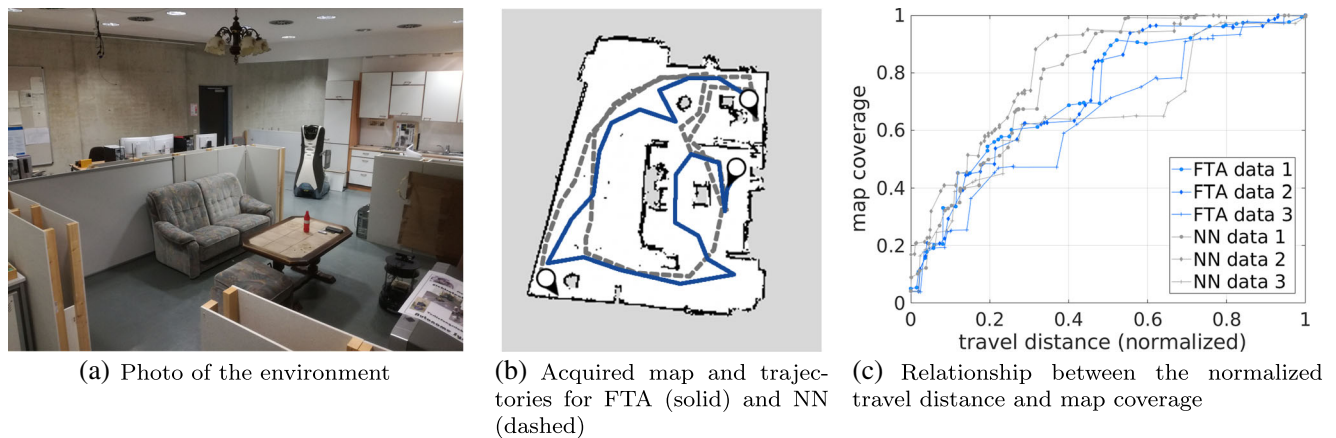 1
0.8
0.6
0.4
0.2
0
map coverage
FTA data 1
FTA data 2
FTA data 3
NN data 1
NN data 2
NN data 3
0 0.2 0.4 0.6 0.8 1
travel distance (normalized)
(a) Photo of the environment
(b) Acquired map and trajec-
tories for FTA (solid) and NN
(dashed)
(c) Relationship between the normalized
travel distance and map coverage